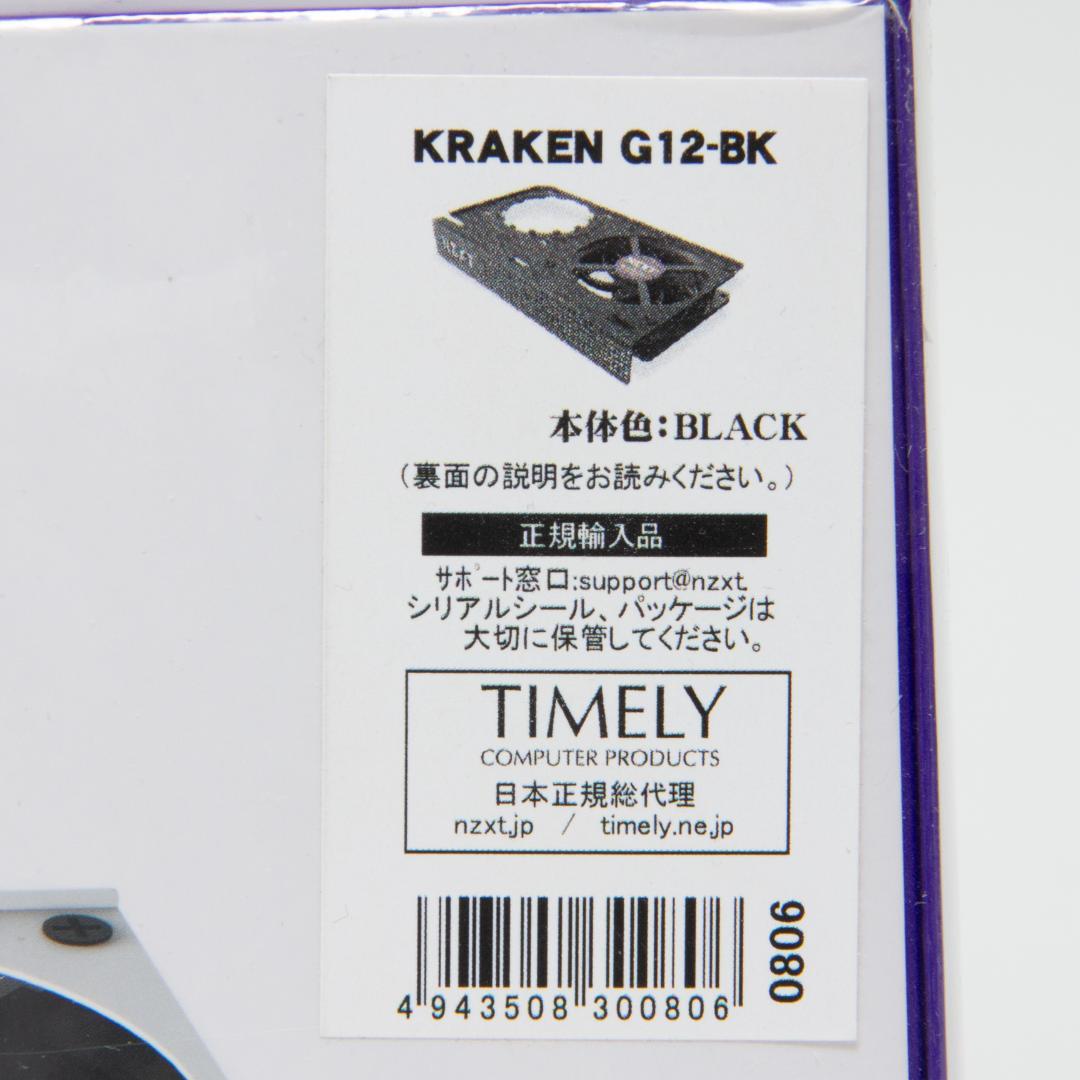 KRAKEN G12-BK
NZXT
本体色：BLACK
（裏面の説明をお読みください。）
正規輸入品
サポート窓口:support@nzxt.
シリアルシール、パッケージは
大切に保管してください。
TIMELY
COMPUTER PRODUCTS
日本正規総代理
nzxt.jp / timely.ne.jp
4 943508 300806
0806